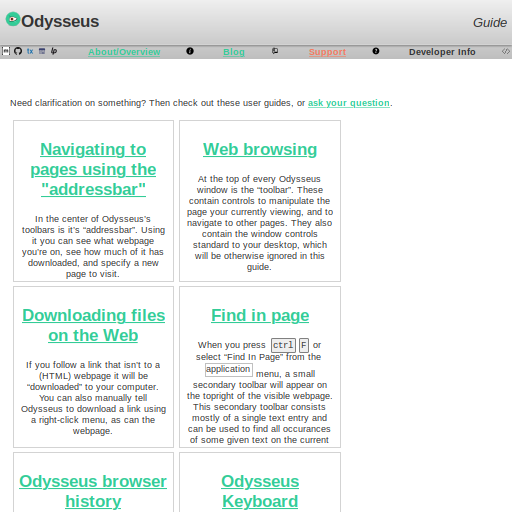 Odysseus
Guide
About/Overview
Blog
Support
Developer Info
Need clarification on something? Then check out these user guides, or ask your question.
Navigating to
pages using the
"addressbar"
In the center of Odysseus's
toolbars is it's "addressbar". Using
it you can see what webpage
you're on, see how much of it has
downloaded, and specify a new
page to visit.
Web browsing
At the top of every Odysseus
window is the "toolbar". These
contain controls to manipulate the
page your currently viewing, and to
navigate to other pages. They also
contain the window controls
standard to your desktop, which
will be otherwise ignored in this
guide.
Downloading files
on the Web
If you follow a link that isn't to a
(HTML) webpage it will be
"downloaded" to your computer.
You can also manually tell
Odysseus to download a link using
a right-click menu, as can the
webpage.
Find in page
When you press ctrl F or
select "Find In Page" from the
application menu, a small
secondary toolbar will appear on
the topright of the visible webpage.
This secondary toolbar consists
mostly of a single text entry and
can be used to find all occurances
of some given text on the current
Odysseus browser
history
Odysseus
Keyboard